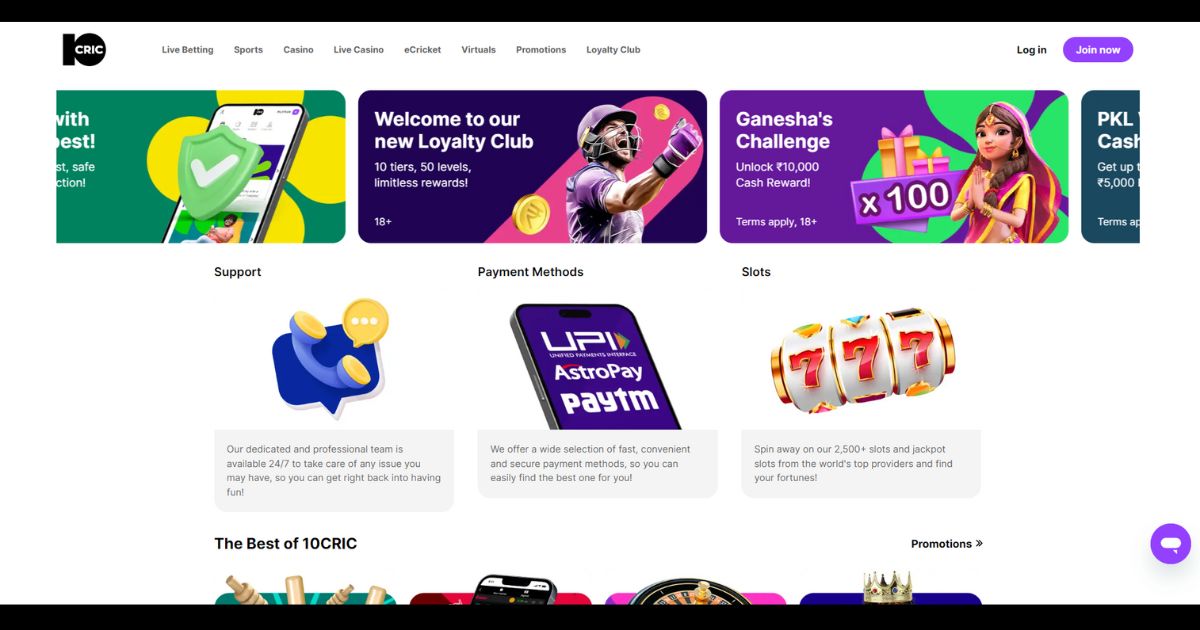 10 CRIC
Live Betting
Sports
Casino
Live Casino
eCricket
Virtuals
Promotions
Loyalty Club
Log in
Join now
with
best!
st, safe
ction!
Welcome to our
new Loyalty Club
10 tiers, 50 levels,
limitless rewards!
18+
Ganesha's
Challenge
Unlock ₹10,000
Cash Reward!
Terms apply, 18+
x 100
PKL
Cash
Get up t
₹5,000
Terms ap
Support
Our dedicated and professional team is
available 24/7 to take care of any issue you
may have, so you can get right back into having
fun!
Payment Methods
UPI
UNIFIED PAYMENTS INTERFACE
AstroPay
paytm
We offer a wide selection of fast, convenient
and secure payment methods, so you can
easily find the best one for you!
Slots
7 7 7
Spin away on our 2,500+ slots and jackpot
slots from the world's top providers and find
your fortunes!
The Best of 10CRIC
Promotions »